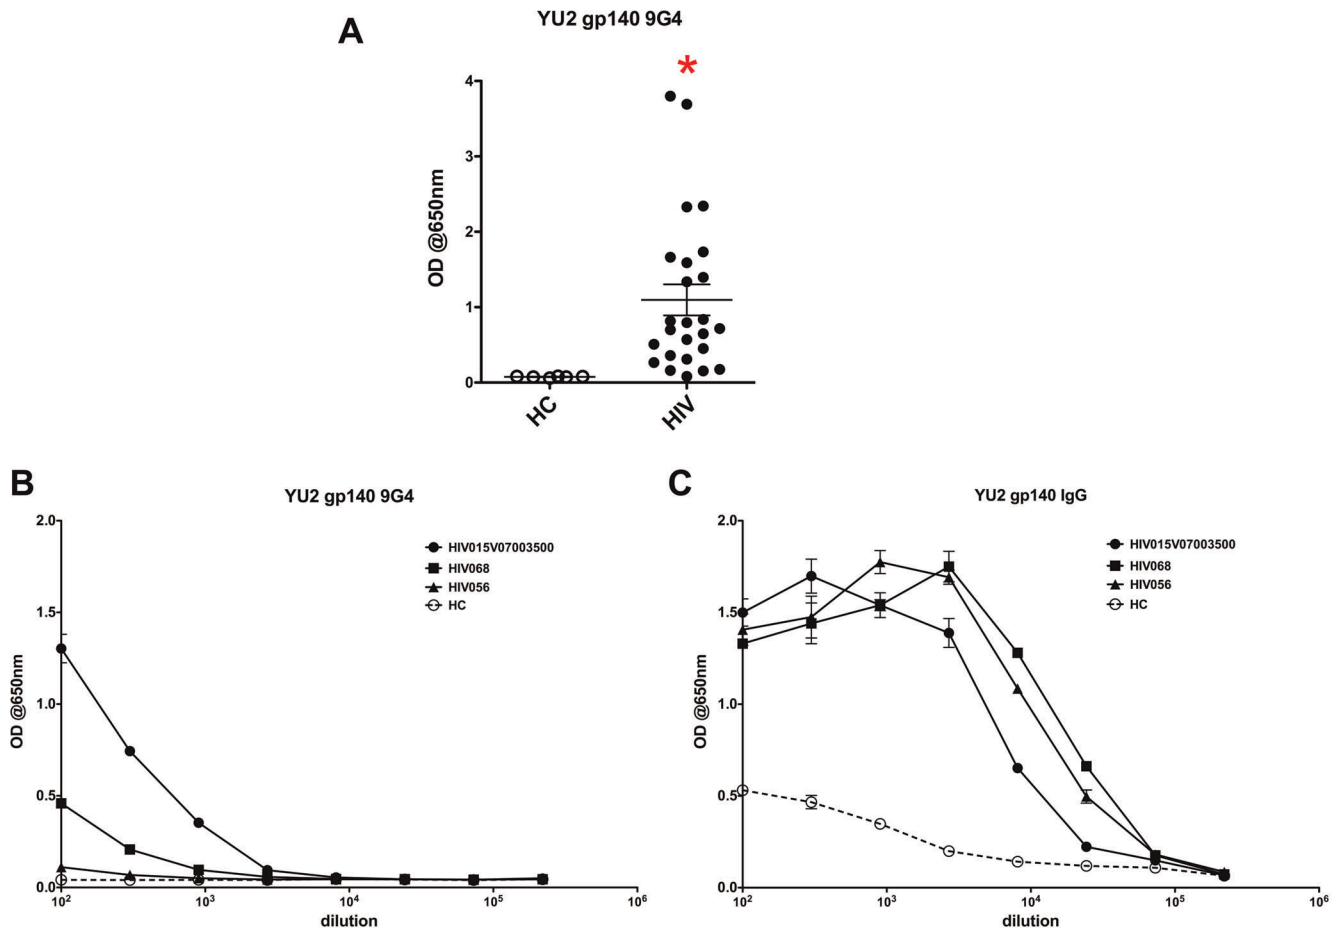 A
YU2 gp140 9G4
*
4
3
2
1
0
OD @650nm
HC
HIV
B
YU2 gp140 9G4
2.0
1.5
1.0
0.5
0.0
OD @650nm
HIV015V07003500
HIV068
HIV056
HC
10² 10³ 10⁴ 10⁵ 10⁶
dilution
C
YU2 gp140 IgG
2.0
1.5
1.0
0.5
0.0
OD @650nm
HIV015V07003500
HIV068
HIV056
HC
10² 10³ 10⁴ 10⁵ 10⁶
dilution